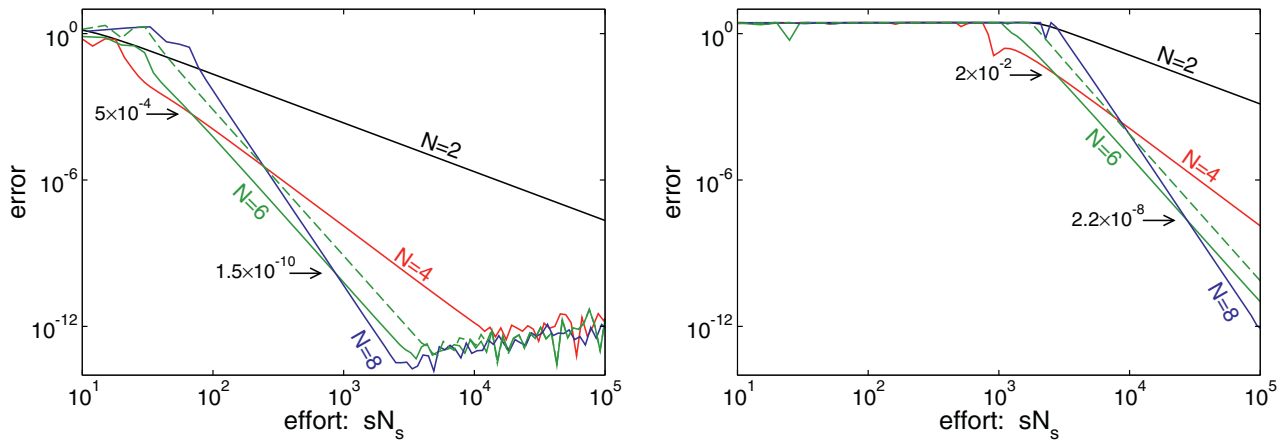 10^0
10^-6
10^-12
error
5×10^-4
1.5×10^-10
N=2
N=4
N=6
N=8
10^1
10^2
10^3
10^4
10^5
effort: sN_s
10^0
10^-6
10^-12
error
2×10^-2
2.2×10^-8
N=2
N=4
N=6
N=8
10^1
10^2
10^3
10^4
10^5
effort: sN_s